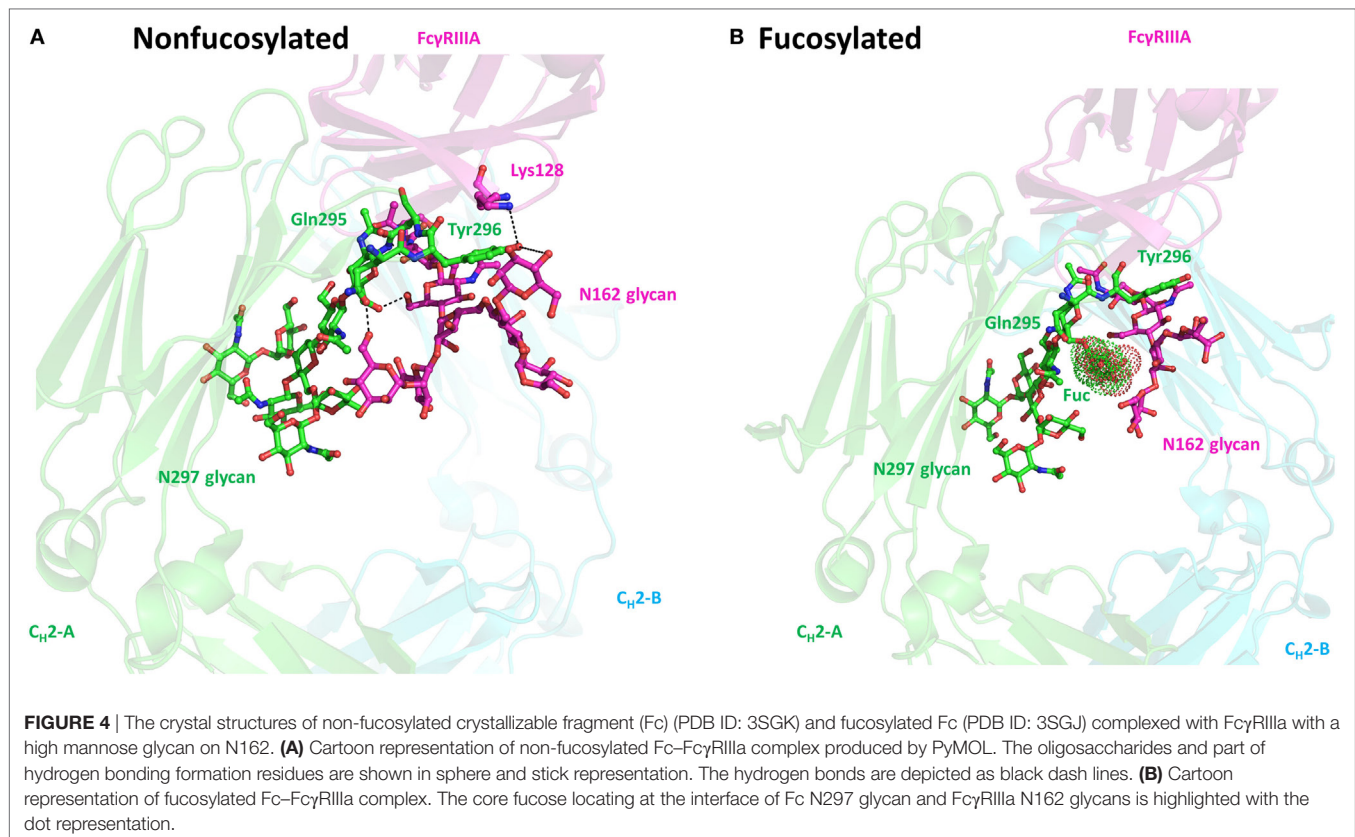 A Nonfucosylated
FcγRIIIA
Lys128
Gln295
Tyr296
N162 glycan
N297 glycan
CH2-A
CH2-B
B Fucosylated
FcγRIIIA
Tyr296
Gln295
Fuc
N162 glycan
N297 glycan
CH2-A
CH2-B
FIGURE 4 | The crystal structures of non-fucosylated crystallizable fragment (Fc) (PDB ID: 3SGK) and fucosylated Fc (PDB ID: 3SGJ) complexed with FcγRIIIa with a
high mannose glycan on N162. (A) Cartoon representation of non-fucosylated Fc–FcγRIIIa complex produced by PyMOL. The oligosaccharides and part of
hydrogen bonding formation residues are shown in sphere and stick representation. The hydrogen bonds are depicted as black dash lines. (B) Cartoon
representation of fucosylated Fc–FcγRIIIa complex. The core fucose locating at the interface of Fc N297 glycan and FcγRIIIa N162 glycans is highlighted with the
dot representation.